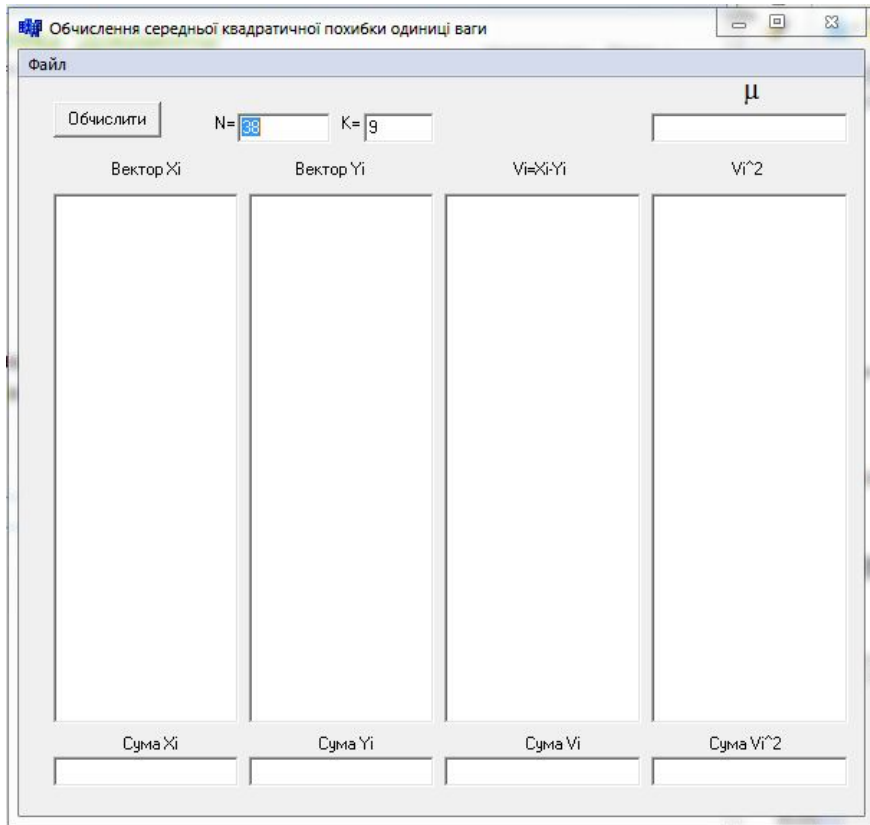 Обчислення середньої квадратичної похибки одиниці ваги
Файл
μ
Обчислити N= 38 K= 9
Вектор Xi Вектор Yi Vi=Xi-Yi Vi^2
Сума Xi Сума Yi Сума Vi Сума Vi^2